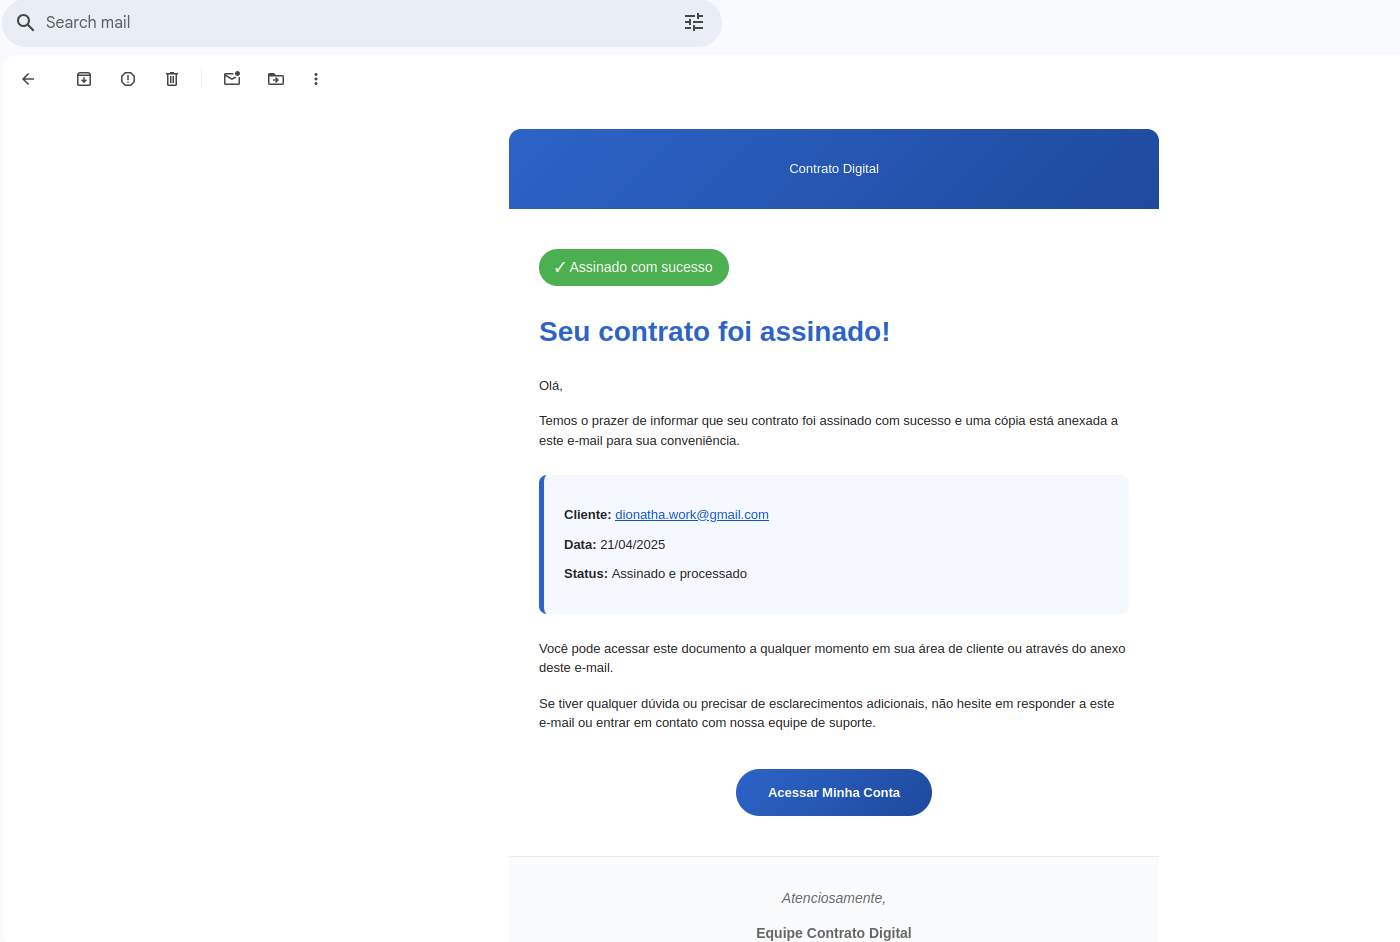 Search mail
Contrato Digital
✓ Assinado com sucesso
Seu contrato foi assinado!
Olá,
Temos o prazer de informar que seu contrato foi assinado com sucesso e uma cópia está anexada a
este e-mail para sua conveniência.
Cliente: dionatha.work@gmail.com
Data: 21/04/2025
Status: Assinado e processado
Você pode acessar este documento a qualquer momento em sua área de cliente ou através do anexo
deste e-mail.
Se tiver qualquer dúvida ou precisar de esclarecimentos adicionais, não hesite em responder a este
e-mail ou entrar em contato com nossa equipe de suporte.
Acessar Minha Conta
Atenciosamente,
Equipe Contrato Digital